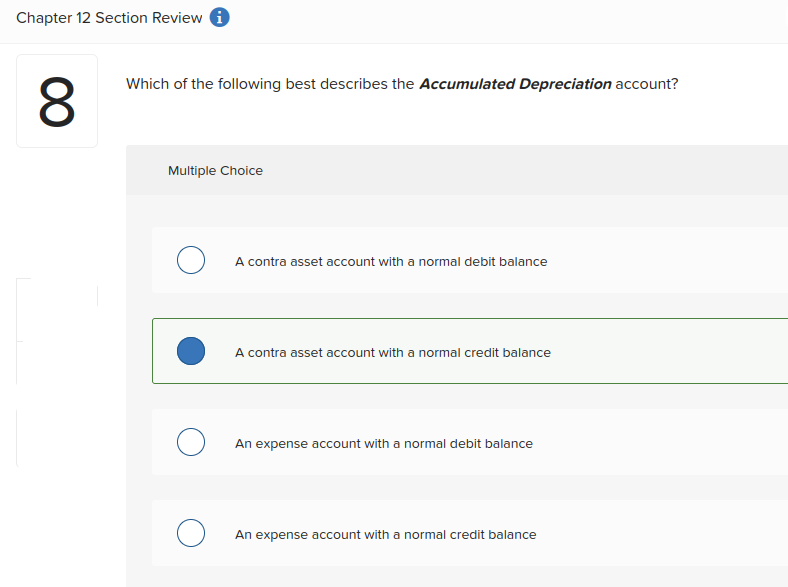 Chapter 12 Section Review i
8
Which of the following best describes the Accumulated Depreciation account?
Multiple Choice
A contra asset account with a normal debit balance
A contra asset account with a normal credit balance
An expense account with a normal debit balance
An expense account with a normal credit balance